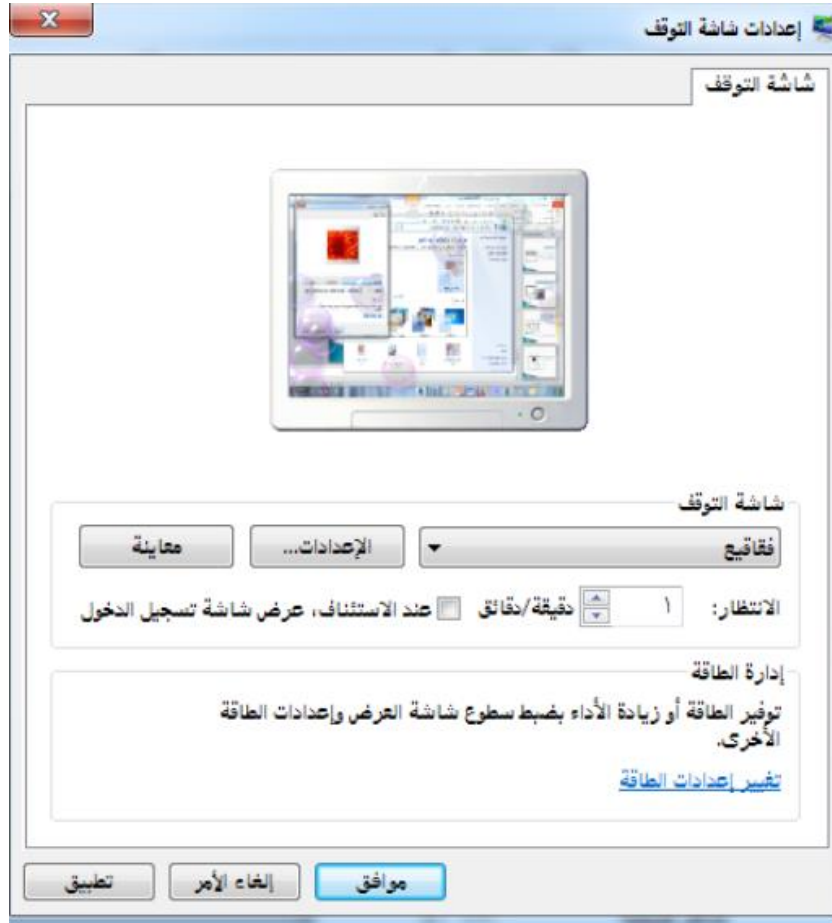 إعدادات شاشة التوقف
شاشة التوقف
شاشة التوقف
فقاقيع
الإعدادات...
معاينة
الانتظار: ١ دقيقة/دقائق عند الاستئناف، عرض شاشة تسجيل الدخول
إدارة الطاقة
توفير الطاقة أو زيادة الأداء بضبط سطوع شاشة العرض وإعدادات الطاقة
الأخرى.
تغيير إعدادات الطاقة
موافق
إلغاء الأمر
تطبيق